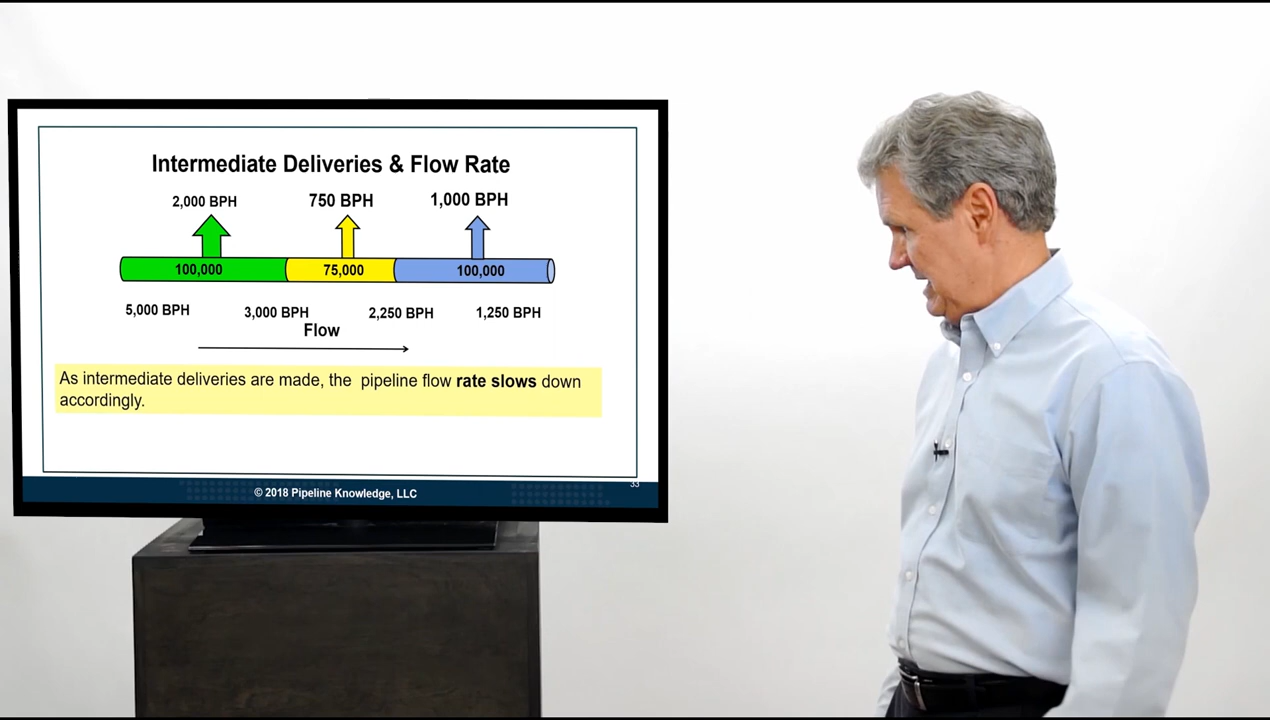 Intermediate Deliveries & Flow Rate
2,000 BPH 750 BPH 1,000 BPH
100,000 75,000 100,000
5,000 BPH 3,000 BPH 2,250 BPH 1,250 BPH
Flow
As intermediate deliveries are made, the pipeline flow rate slows down
accordingly.
33
© 2018 Pipeline Knowledge, LLC